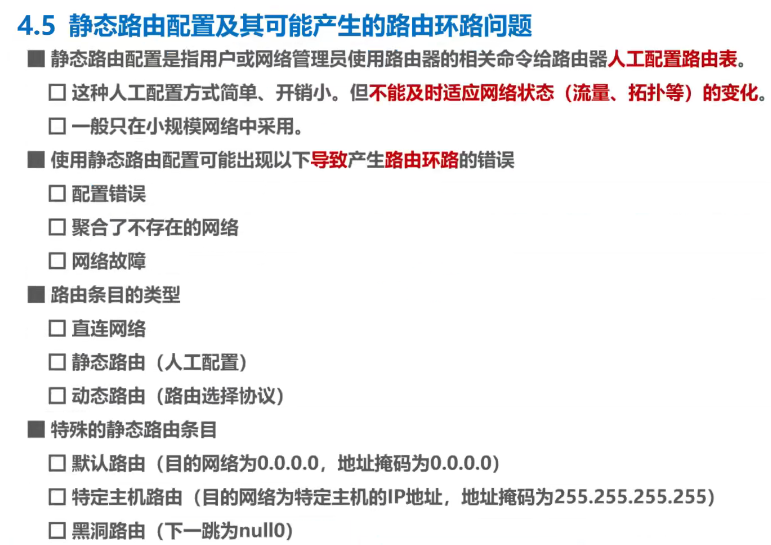 4.5 静态路由配置及其可能产生的路由环路问题
■ 静态路由配置是指用户或网络管理员使用路由器的相关命令给路由器人工配置路由表。
□ 这种人工配置方式简单、开销小。但不能及时适应网络状态（流量、拓扑等）的变化。
□ 一般只在小规模网络中采用。
■ 使用静态路由配置可能出现以下导致产生路由环路的错误
□ 配置错误
□ 聚合了不存在的网络
□ 网络故障
■ 路由条目的类型
□ 直连网络
□ 静态路由（人工配置）
□ 动态路由（路由选择协议）
■ 特殊的静态路由条目
□ 默认路由（目的网络为0.0.0.0，地址掩码为0.0.0.0）
□ 特定主机路由（目的网络为特定主机的IP地址，地址掩码为255.255.255.255）
□ 黑洞路由（下一跳为null0）